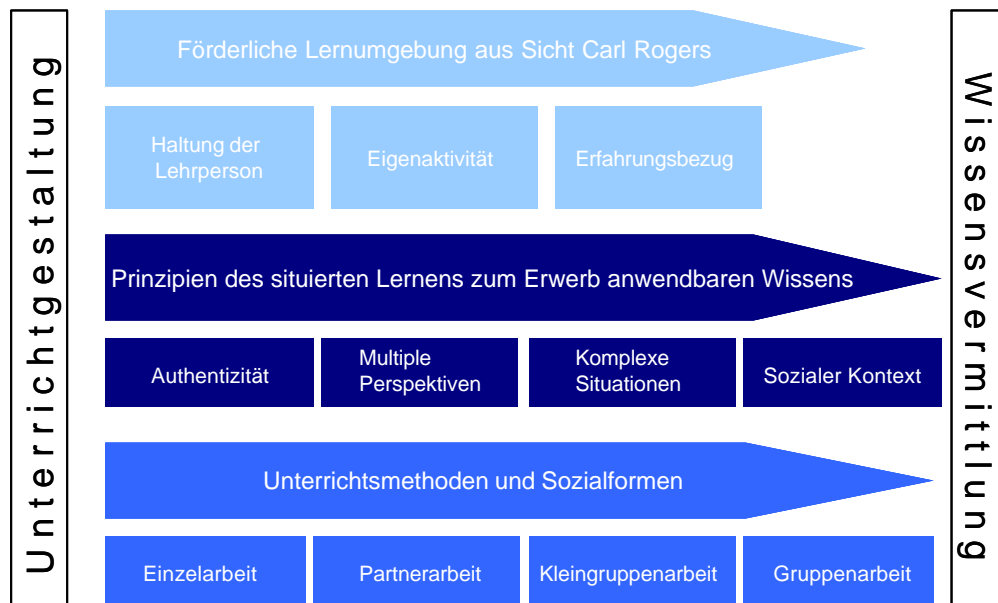 Unterrichtgestaltung
Förderliche Lernumgebung aus Sicht Carl Rogers
Haltung der
Lehrperson
Eigenaktivität
Erfahrungsbezug
Prinzipien des situierten Lernens zum Erwerb anwendbaren Wissens
Authentizität
Multiple
Perspektiven
Komplexe
Situationen
Sozialer Kontext
Unterrichtsmethoden und Sozialformen
Einzelarbeit
Partnerarbeit
Kleingruppenarbeit
Gruppenarbeit
Wissensvermittlung